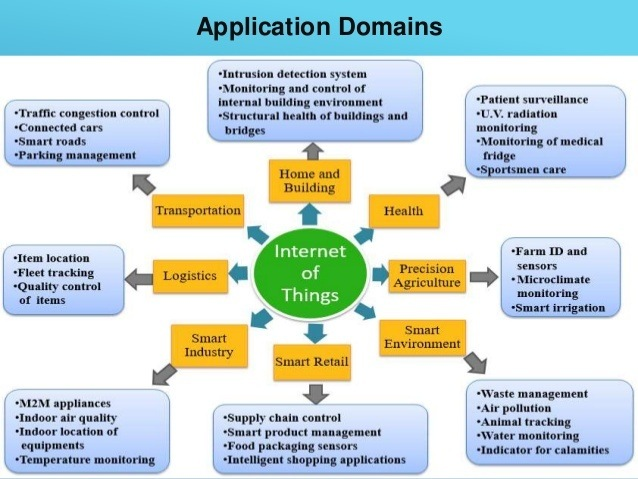 Application Domains
•Intrusion detection system
•Monitoring and control of
internal building environment
•Structural health of buildings and
bridges
•Traffic congestion control
•Connected cars
•Smart roads
•Parking management
•Patient surveillance
•U.V. radiation
monitoring
•Monitoring of medical
fridge
•Sportsmen care
Home and
Building
Transportation
Health
Internet
of
Things
•Item location
•Fleet tracking
•Quality control
of items
Logistics
Precision
Agriculture
•Farm ID and
sensors
•Microclimate
monitoring
•Smart irrigation
Smart
Industry
Smart Retail
Smart
Environment
•M2M appliances
•Indoor air quality
•Indoor location of
equipments
•Temperature monitoring
•Supply chain control
•Smart product management
•Food packaging sensors
•Intelligent shopping applications
•Waste management
•Air pollution
•Animal tracking
•Water monitoring
•Indicator for calamities